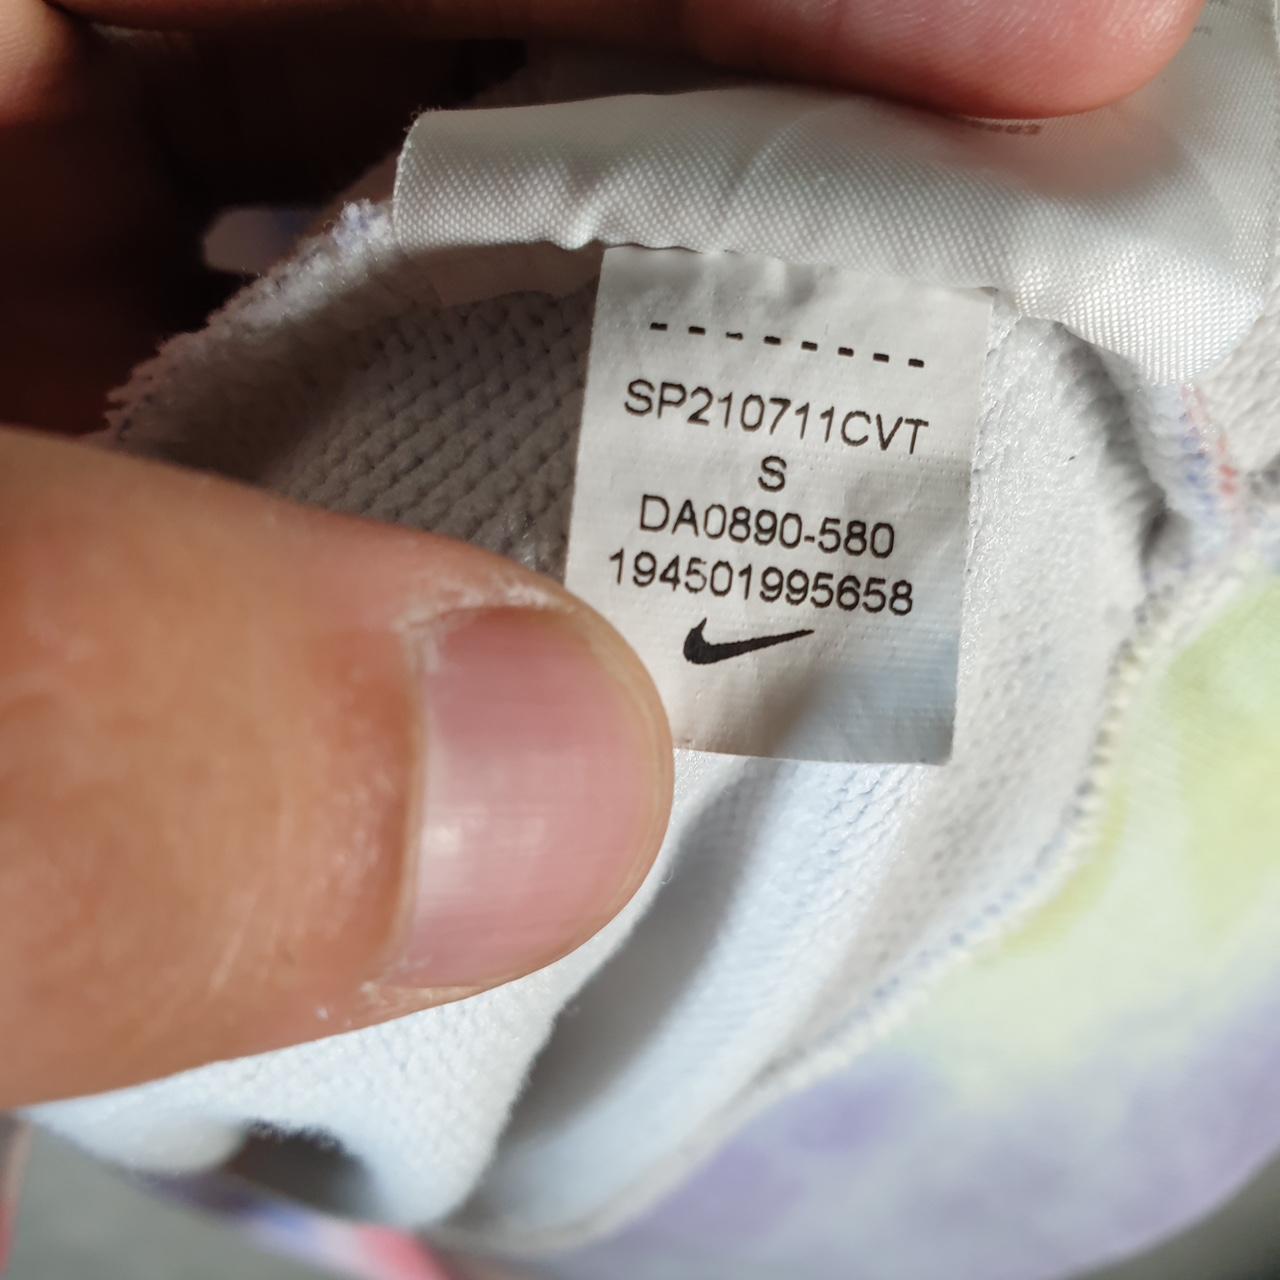 --------
SP210711CVT
S
DA0890-580
194501995658